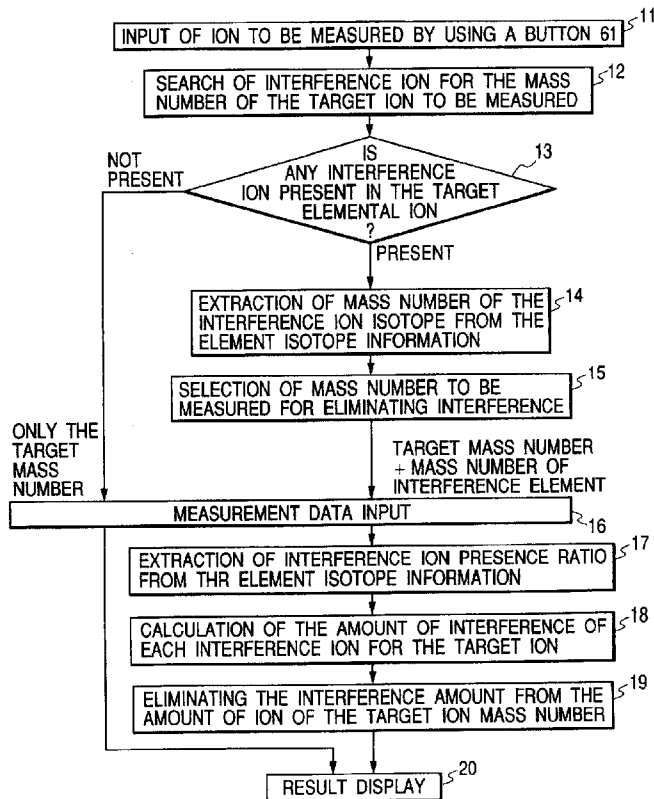 11
INPUT OF ION TO BE MEASURED BY USING A BUTTON 61
12
SEARCH OF INTERFERENCE ION FOR THE MASS
NUMBER OF THE TARGET ION TO BE MEASURED
13
IS
ANY INTERFERENCE
ION PRESENT IN THE TARGET
ELEMENTAL ION
?
NOT
PRESENT
PRESENT
14
EXTRACTION OF MASS NUMBER OF THE
INTERFERENCE ION ISOTOPE FROM THE
ELEMENT ISOTOPE INFORMATION
15
SELECTION OF MASS NUMBER TO BE
MEASURED FOR ELIMINATING INTERFERENCE
ONLY THE
TARGET
MASS
NUMBER
TARGET MASS NUMBER
+ MASS NUMBER OF
INTERFERENCE ELEMENT
MEASUREMENT DATA INPUT
16
17
EXTRACTION OF INTERFERENCE ION PRESENCE RATIO
FROM THR ELEMENT ISOTOPE INFORMATION
18
CALCULATION OF THE AMOUNT OF INTERFERENCE OF
EACH INTERFERENCE ION FOR THE TARGET ION
19
ELIMINATING THE INTERFERENCE AMOUNT FROM THE
AMOUNT OF ION OF THE TARGET ION MASS NUMBER
20
RESULT DISPLAY